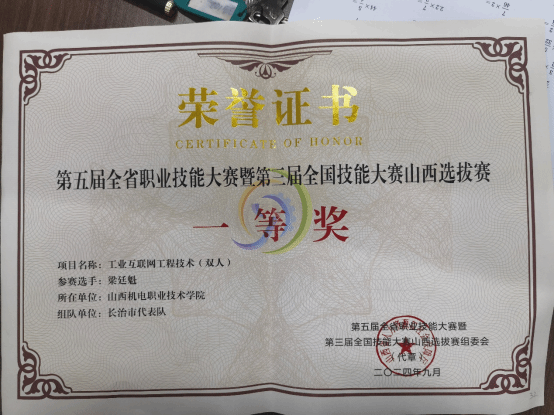 荣誉证书
CERTIFICATE OF HONOR
第五届全省职业技能大赛暨第三届全国技能大赛山西选拔赛
一等奖
项目名称：工业互联网工程技术（双人）
参赛选手：梁廷魁
所在单位：山西机电职业技术学院
组队单位：长治市代表队
第五届全省职业技能大赛暨
第三届全国技能大赛山西选拔赛组委会
（代章）
二〇二四年九月